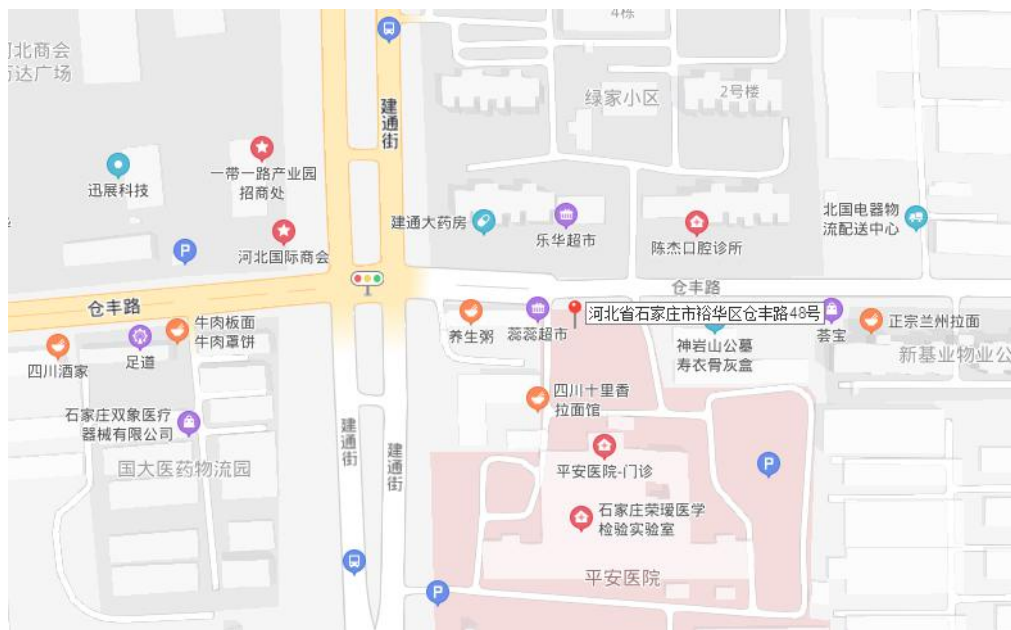 4栋
河北商会
万达广场
绿家小区
2号楼
建通街
迅展科技
一带一路产业园
招商处
建通大药房
乐华超市
陈杰口腔诊所
北国电器物
流配送中心
P
河北国际商会
仓丰路
仓丰路
河北省石家庄市裕华区仓丰路48号
养生粥
蕊蕊超市
神岩山公墓
寿衣骨灰盒
荟宝
正宗兰州拉面
新基业物业公
四川酒家
足道
牛肉板面
牛肉罩饼
四川十里香
拉面馆
石家庄双象医疗
器械有限公司
建通街
建通街
国大医药物流园
平安医院-门诊
P
石家庄荣瑷医学
检验实验室
平安医院
P